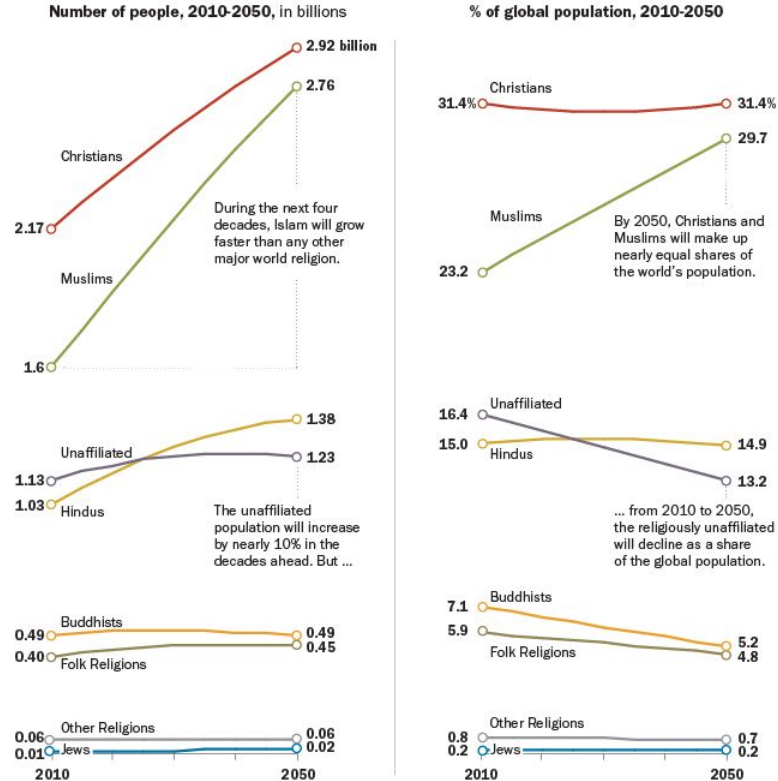 Number of people, 2010-2050, in billions
2.92 billion
2.76
Christians
2.17
During the next four
decades, Islam will grow
faster than any other
major world religion.
Muslims
1.6
1.38
Unaffiliated
1.23
1.13
1.03
Hindus
The unaffiliated
population will increase
by nearly 10% in the
decades ahead. But ...
Buddhists
0.49
0.49
0.45
0.40
Folk Religions
Other Religions
0.06
0.06
0.01
Jews
0.02
2010
2050
% of global population, 2010-2050
Christians
31.4%
31.4%
29.7
Muslims
By 2050, Christians and
Muslims will make up
nearly equal shares of
the world's population.
23.2
Unaffiliated
16.4
15.0
14.9
Hindus
13.2
... from 2010 to 2050,
the religiously unaffiliated
will decline as a share
of the global population.
Buddhists
7.1
5.9
5.2
Folk Religions
4.8
Other Religions
0.8
0.7
0.2
Jews
0.2
2010
2050